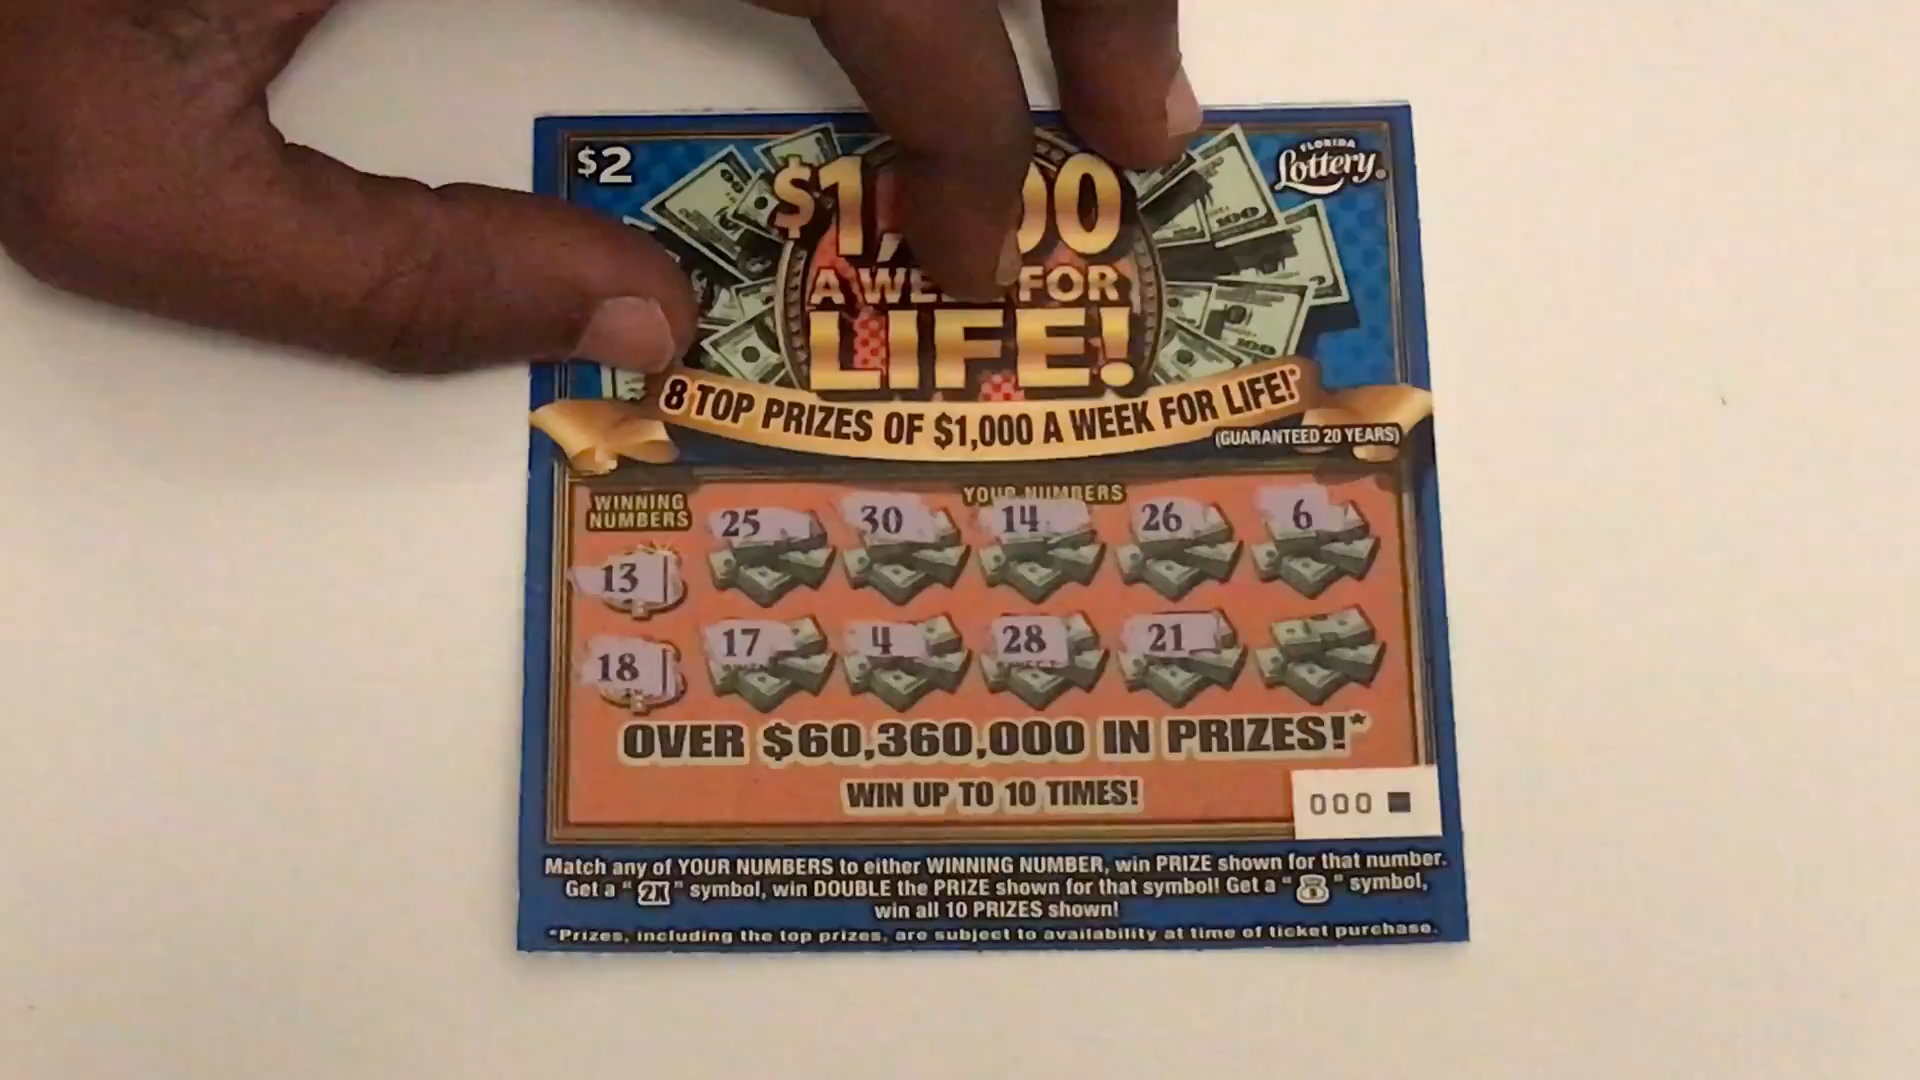 $2
FLORIDA
Lottery
$1, 00
A FOR
LIFE!
8 TOP PRIZES OF $1,000 A WEEK FOR LIFE!*
(GUARANTEED 20 YEARS)
WINNING
NUMBERS
YOUR NUMBERS
25 30 14 26 6
13
17 4 28 21
18
OVER $60,360,000 IN PRIZES!*
WIN UP TO 10 TIMES!
000
Match any of YOUR NUMBERS to either WINNING NUMBER, win PRIZE shown for that number.
Get a "2X" symbol, win DOUBLE the PRIZE shown for that symbol! Get a " " symbol,
win all 10 PRIZES shown!
*Prizes, including the top prizes, are subject to availability at time of ticket purchase.